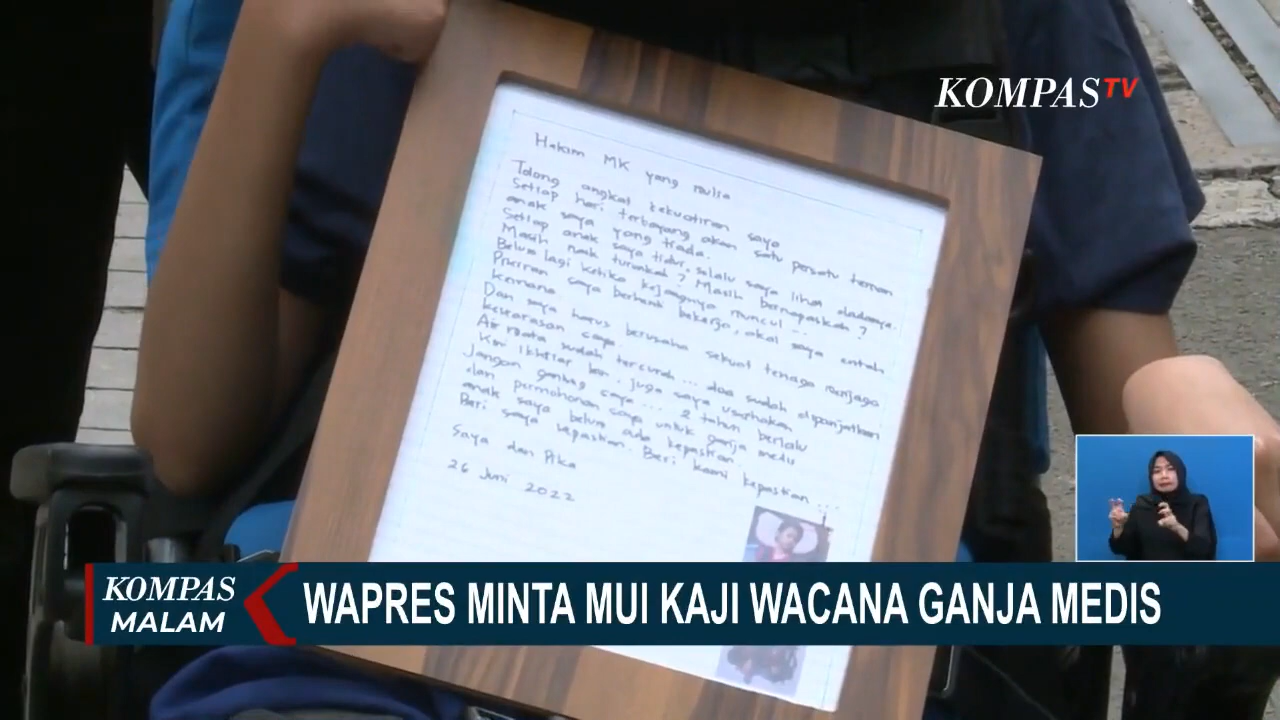 KOMPAS TV
Hakim MK yang mulia
Tolong angkat kekuatiran saya
Setiap hari terbayang akan satu persatu teman
anak saya yang tiada.
Setiap anak saya tidur, selalu saya lihat dadanya.
Masih naik turunkah? Masih bernapaskah?
Belum lagi ketika kejangnya muncul...
Pikiran saya berhenti bekerja, akal saya entah
kemana..
Dan saya harus berusaha sekuat tenaga menjaga
kewarasan saya.
Air mata sudah tercurah... doa sudah dipanjatkan
Kini Ikhtiar lain, juga saya usahakan
Jangan gantung saya... 2 tahun berlalu
dan permohonan saya untuk ganja medis
anak saya belum ada kepastian.
Beri saya kepastian. Beri kami kepastian...
Saya dan Pika
26 Juni 2022
KOMPAS
MALAM
WAPRES MINTA MUI KAJI WACANA GANJA MEDIS